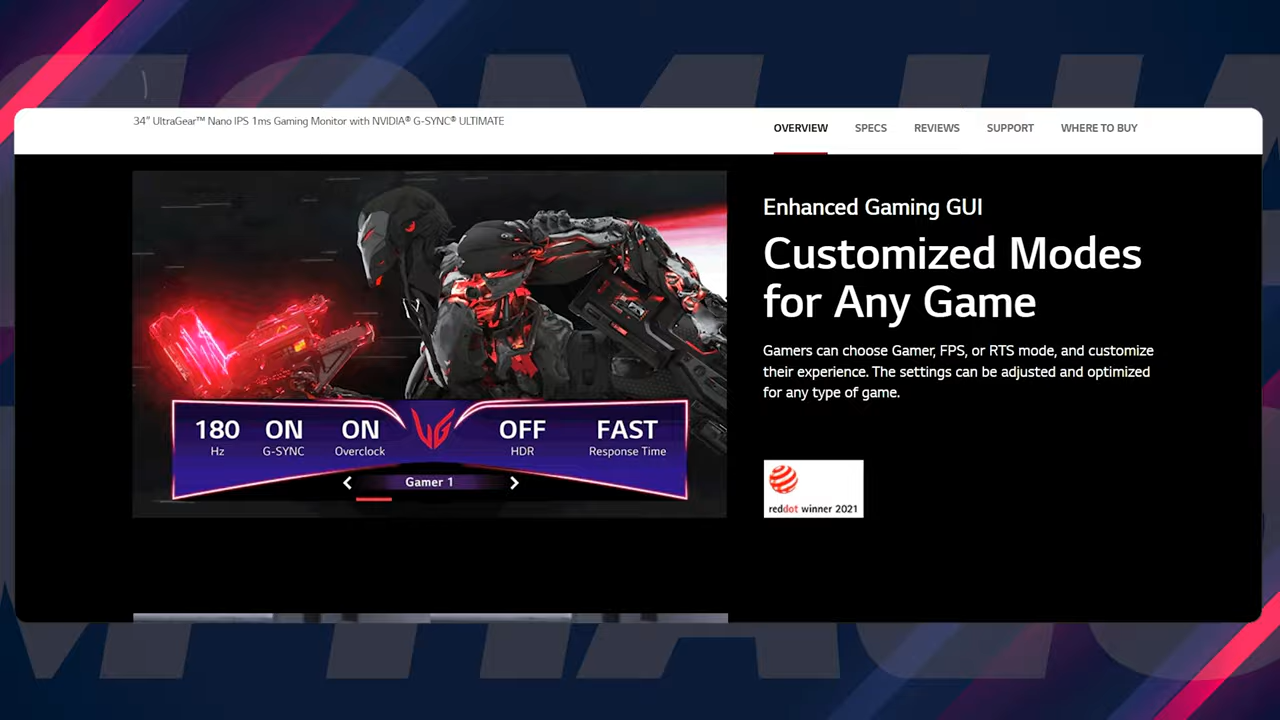 34" UltraGear™ Nano IPS 1ms Gaming Monitor with NVIDIA® G-SYNC® ULTIMATE
OVERVIEW SPECS REVIEWS SUPPORT WHERE TO BUY
Enhanced Gaming GUI
Customized Modes
for Any Game
Gamers can choose Gamer, FPS, or RTS mode, and customize
their experience. The settings can be adjusted and optimized
for any type of game.
180 ON ON OFF FAST
Hz G-SYNC Overclock HDR Response Time
Gamer 1
reddot winner 2021